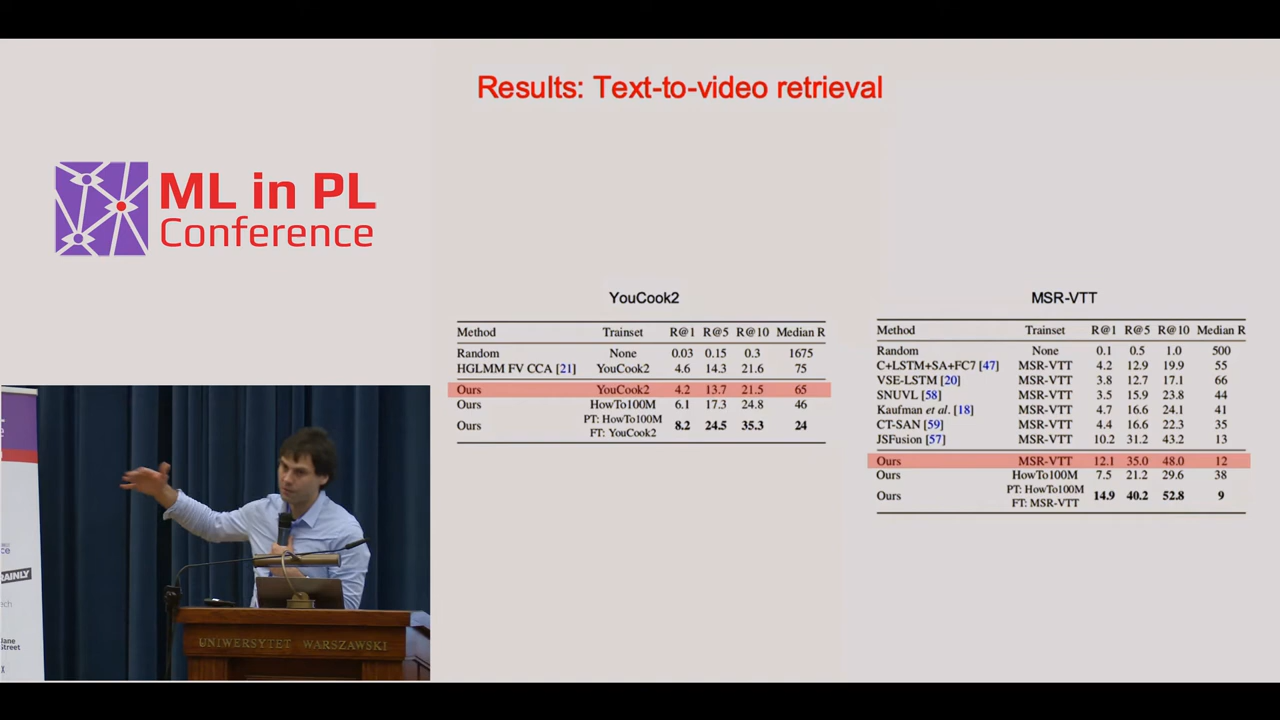 Results: Text-to-video retrieval
ML in PL
Conference
YouCook2
Method Trainset R@1 R@5 R@10 Median R
Random None 0.03 0.15 0.3 1675
HGLMM FV CCA [21] YouCook2 4.6 14.3 21.6 75
Ours YouCook2 4.2 13.7 21.5 65
Ours HowTo100M 6.1 17.3 24.8 46
Ours PT: HowTo100M
FT: YouCook2 8.2 24.5 35.3 24
MSR-VTT
Method Trainset R@1 R@5 R@10 Median R
Random None 0.1 0.5 1.0 500
C+LSTM+SA+FC7 [47] MSR-VTT 4.2 12.9 19.9 55
VSE-LSTM [20] MSR-VTT 3.8 12.7 17.1 66
SNUVL [58] MSR-VTT 3.5 15.9 23.8 44
Kaufman et al. [18] MSR-VTT 4.7 16.6 24.1 41
CT-SAN [59] MSR-VTT 4.4 16.6 22.3 35
JSFusion [57] MSR-VTT 10.2 31.2 43.2 13
Ours MSR-VTT 12.1 35.0 48.0 12
Ours HowTo100M 7.5 21.2 29.6 38
Ours PT: HowTo100M
FT: MSR-VTT 14.9 40.2 52.8 9
UNIWERSYTET WARSZAWSKI
Jane
Street